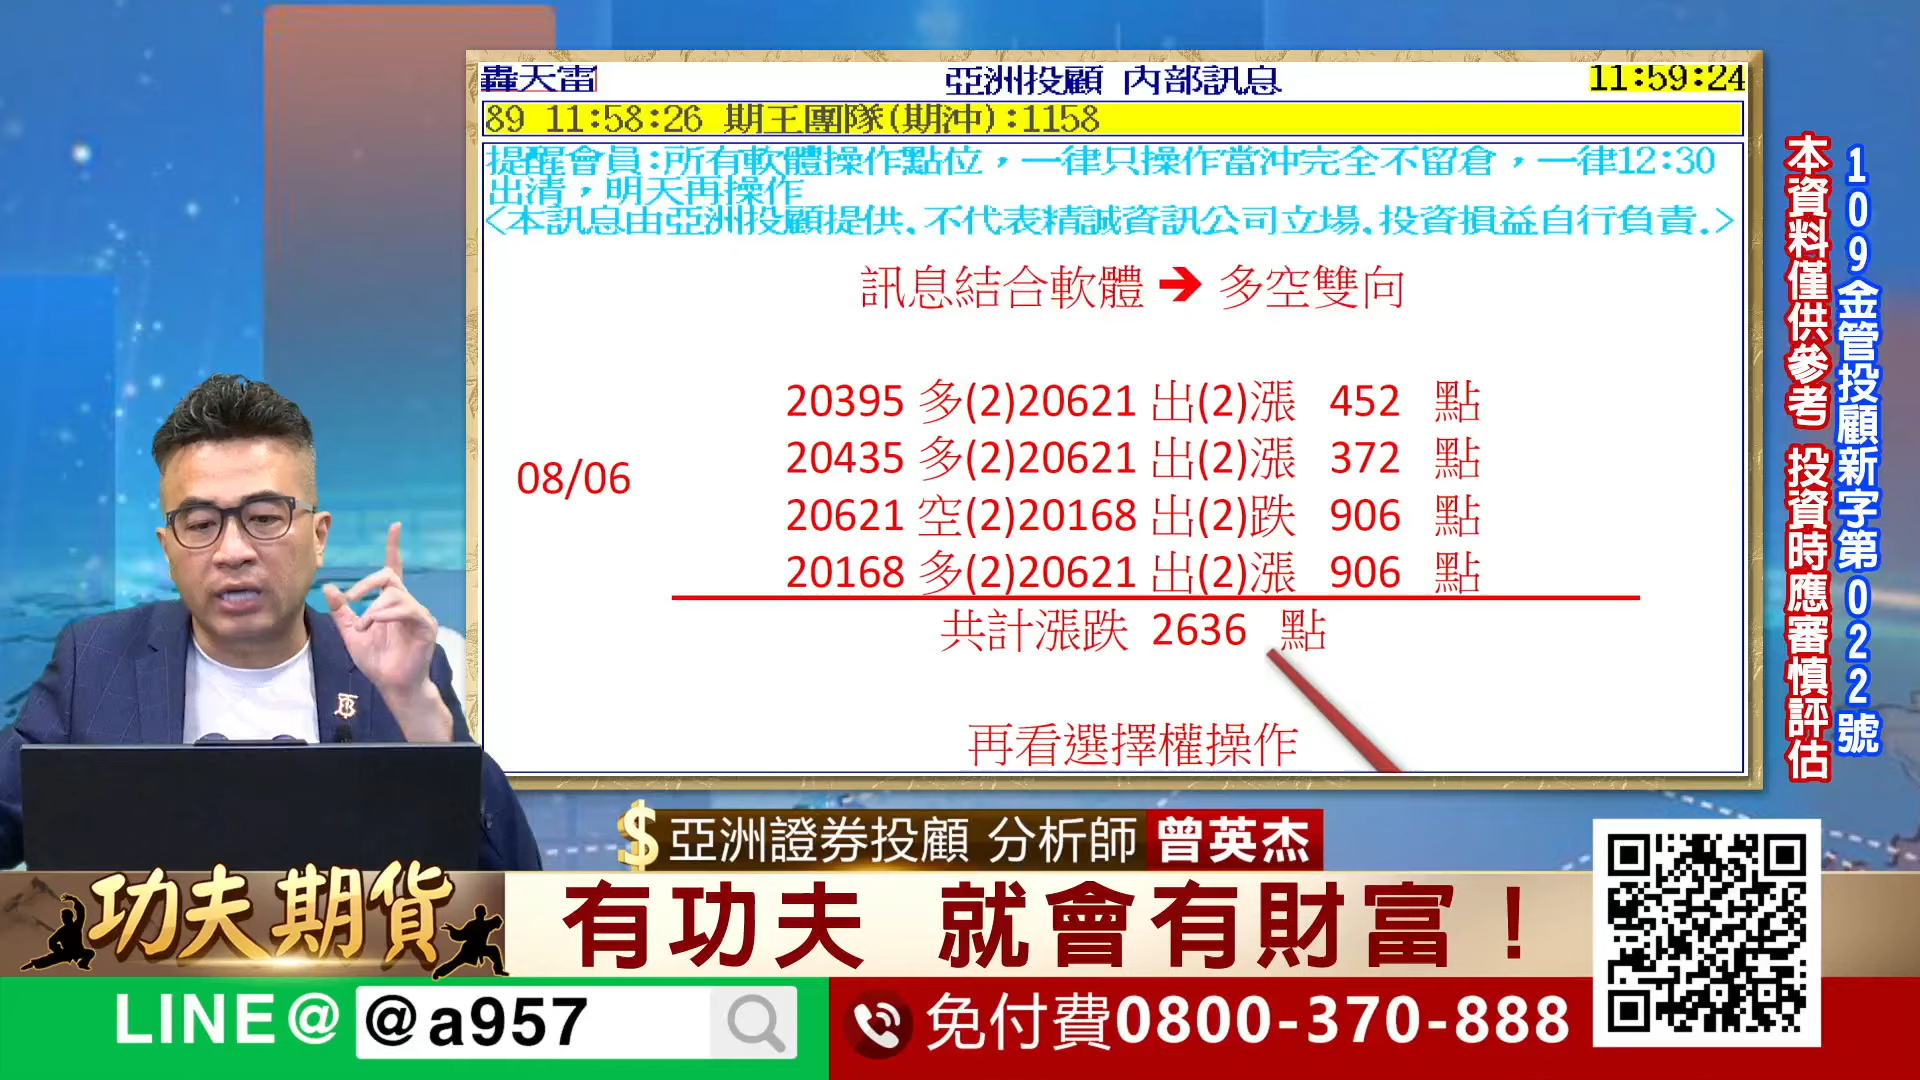 轟天雷 亞洲投顧 內部訊息 11:59:24
89 11:58:26 期王團隊(期沖):1158
提醒會員:所有軟體操作點位，一律只操作當沖完全不留倉，一律12:30
出清，明天再操作
<本訊息由亞洲投顧提供.不代表精誠資訊公司立場.投資損益自行負責.>
訊息結合軟體➔多空雙向
08/06
20395 多(2)20621 出(2)漲 452 點
20435 多(2)20621 出(2)漲 372 點
20621 空(2)20168 出(2)跌 906 點
20168 多(2)20621 出(2)漲 906 點
共計漲跌 2636 點
再看選擇權操作
109金管投顧新字第022號
本資料僅供參考 投資時應審慎評估
$亞洲證券投顧 分析師 曾英杰
功夫期貨
有功夫 就會有財富！
LINE@ @a957
免付費0800-370-888